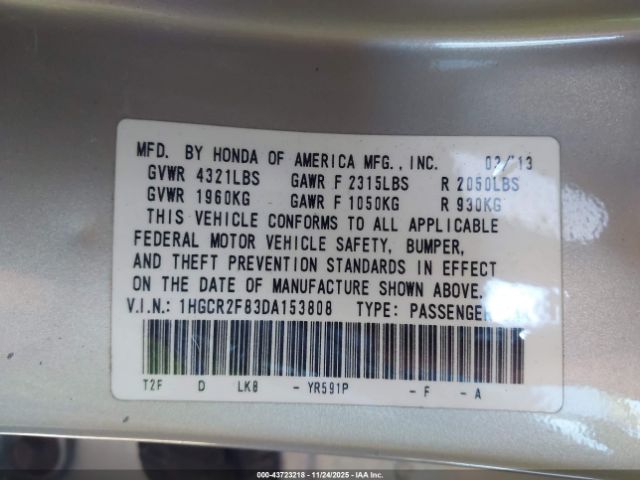 MFD. BY HONDA OF AMERICA MFG., INC. 02/13
GVWR 4321LBS GAWR F 2315LBS R 2050LBS
GVWR 1960KG GAWR F 1050KG R 930KG
THIS VEHICLE CONFORMS TO ALL APPLICABLE
FEDERAL MOTOR VEHICLE SAFETY, BUMPER,
AND THEFT PREVENTION STANDARDS IN EFFECT
ON THE DATE OF MANUFACTURE SHOWN ABOVE.
V.I.N.: 1HGCR2F83DA153808 TYPE: PASSENGER
T2F D LKB - YR591P - F - A
000-43723218 - 11/24/2025 - IAA Inc.